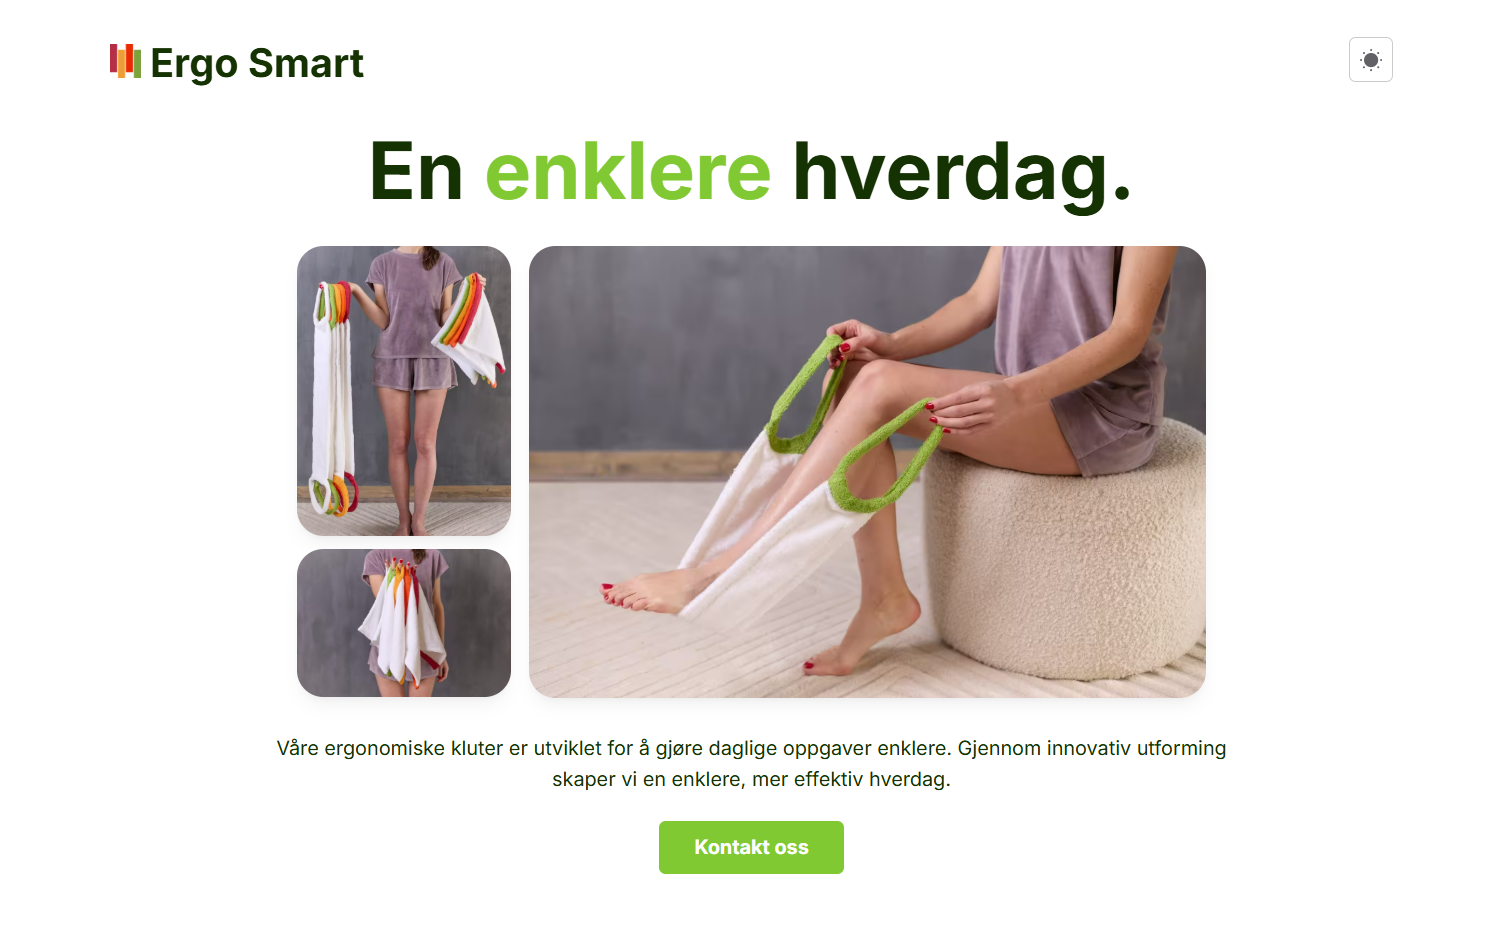 Ergo Smart
En enklere hverdag.
Våre ergonomiske kluter er utviklet for å gjøre daglige oppgaver enklere. Gjennom innovativ utforming
skaper vi en enklere, mer effektiv hverdag.
Kontakt oss